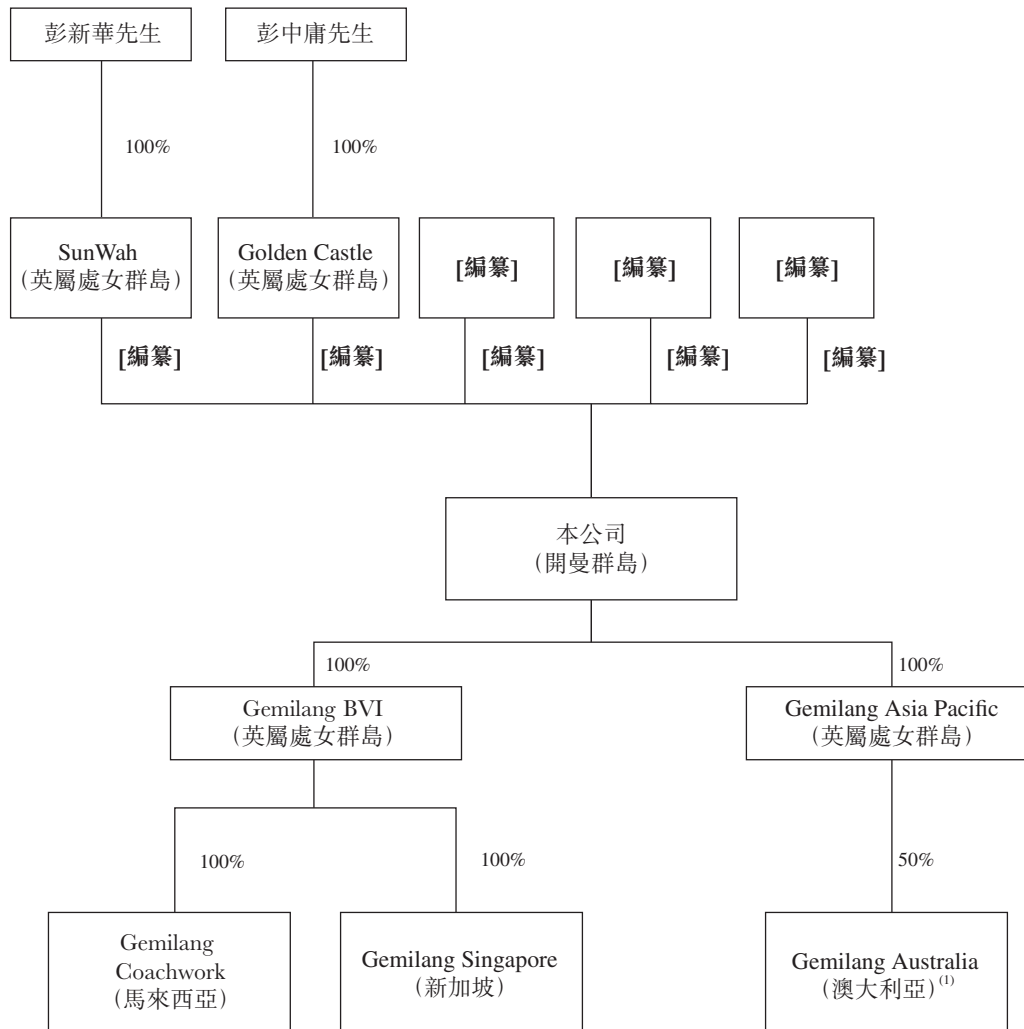 彭新華先生
彭中庸先生
100%
100%
SunWah
(英屬處女群島)
Golden Castle
(英屬處女群島)
[編纂]
[編纂]
[編纂]
[編纂]
[編纂]
[編纂]
[編纂]
[編纂]
本公司
(開曼群島)
100%
100%
Gemilang BVI
(英屬處女群島)
Gemilang Asia Pacific
(英屬處女群島)
100%
100%
50%
Gemilang
Coachwork
(馬來西亞)
Gemilang Singapore
(新加坡)
Gemilang Australia
(澳大利亞)(1)